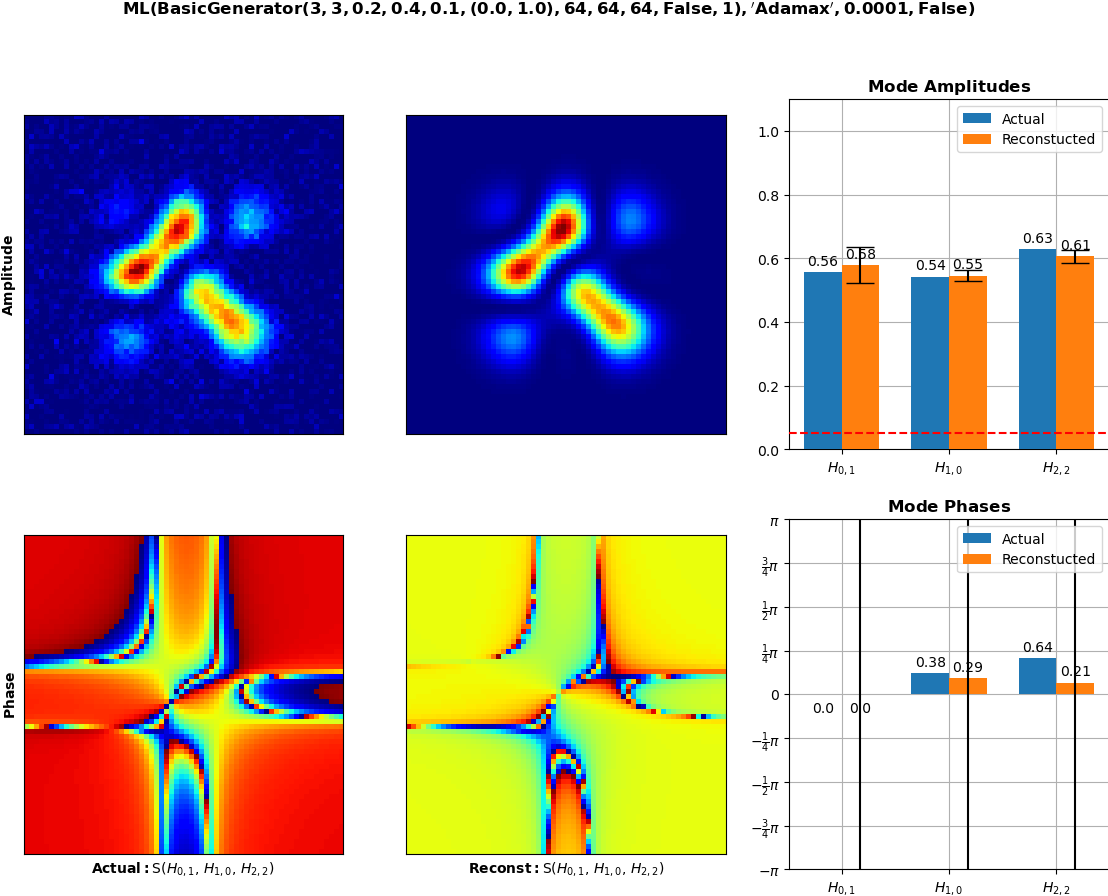 ML(BasicGenerator(3, 3, 0.2, 0.4, 0.1, (0.0, 1.0), 64, 64, 64, False, 1), 'Adamax', 0.0001, False)
Amplitude
Mode Amplitudes
Actual
Reconstucted
1.0
0.8
0.6
0.4
0.2
0.0
0.56 0.58 0.54 0.55 0.63 0.61
H0,1 H1,0 H2,2
Phase
Actual: S(H0,1, H1,0, H2,2)
Reconst: S(H0,1, H1,0, H2,2)
Mode Phases
Actual
Reconstucted
π
3/4π
1/2π
1/4π
0
−1/4π
−1/2π
−3/4π
−π
0.0 0.0 0.38 0.29 0.64 0.21
H0,1 H1,0 H2,2